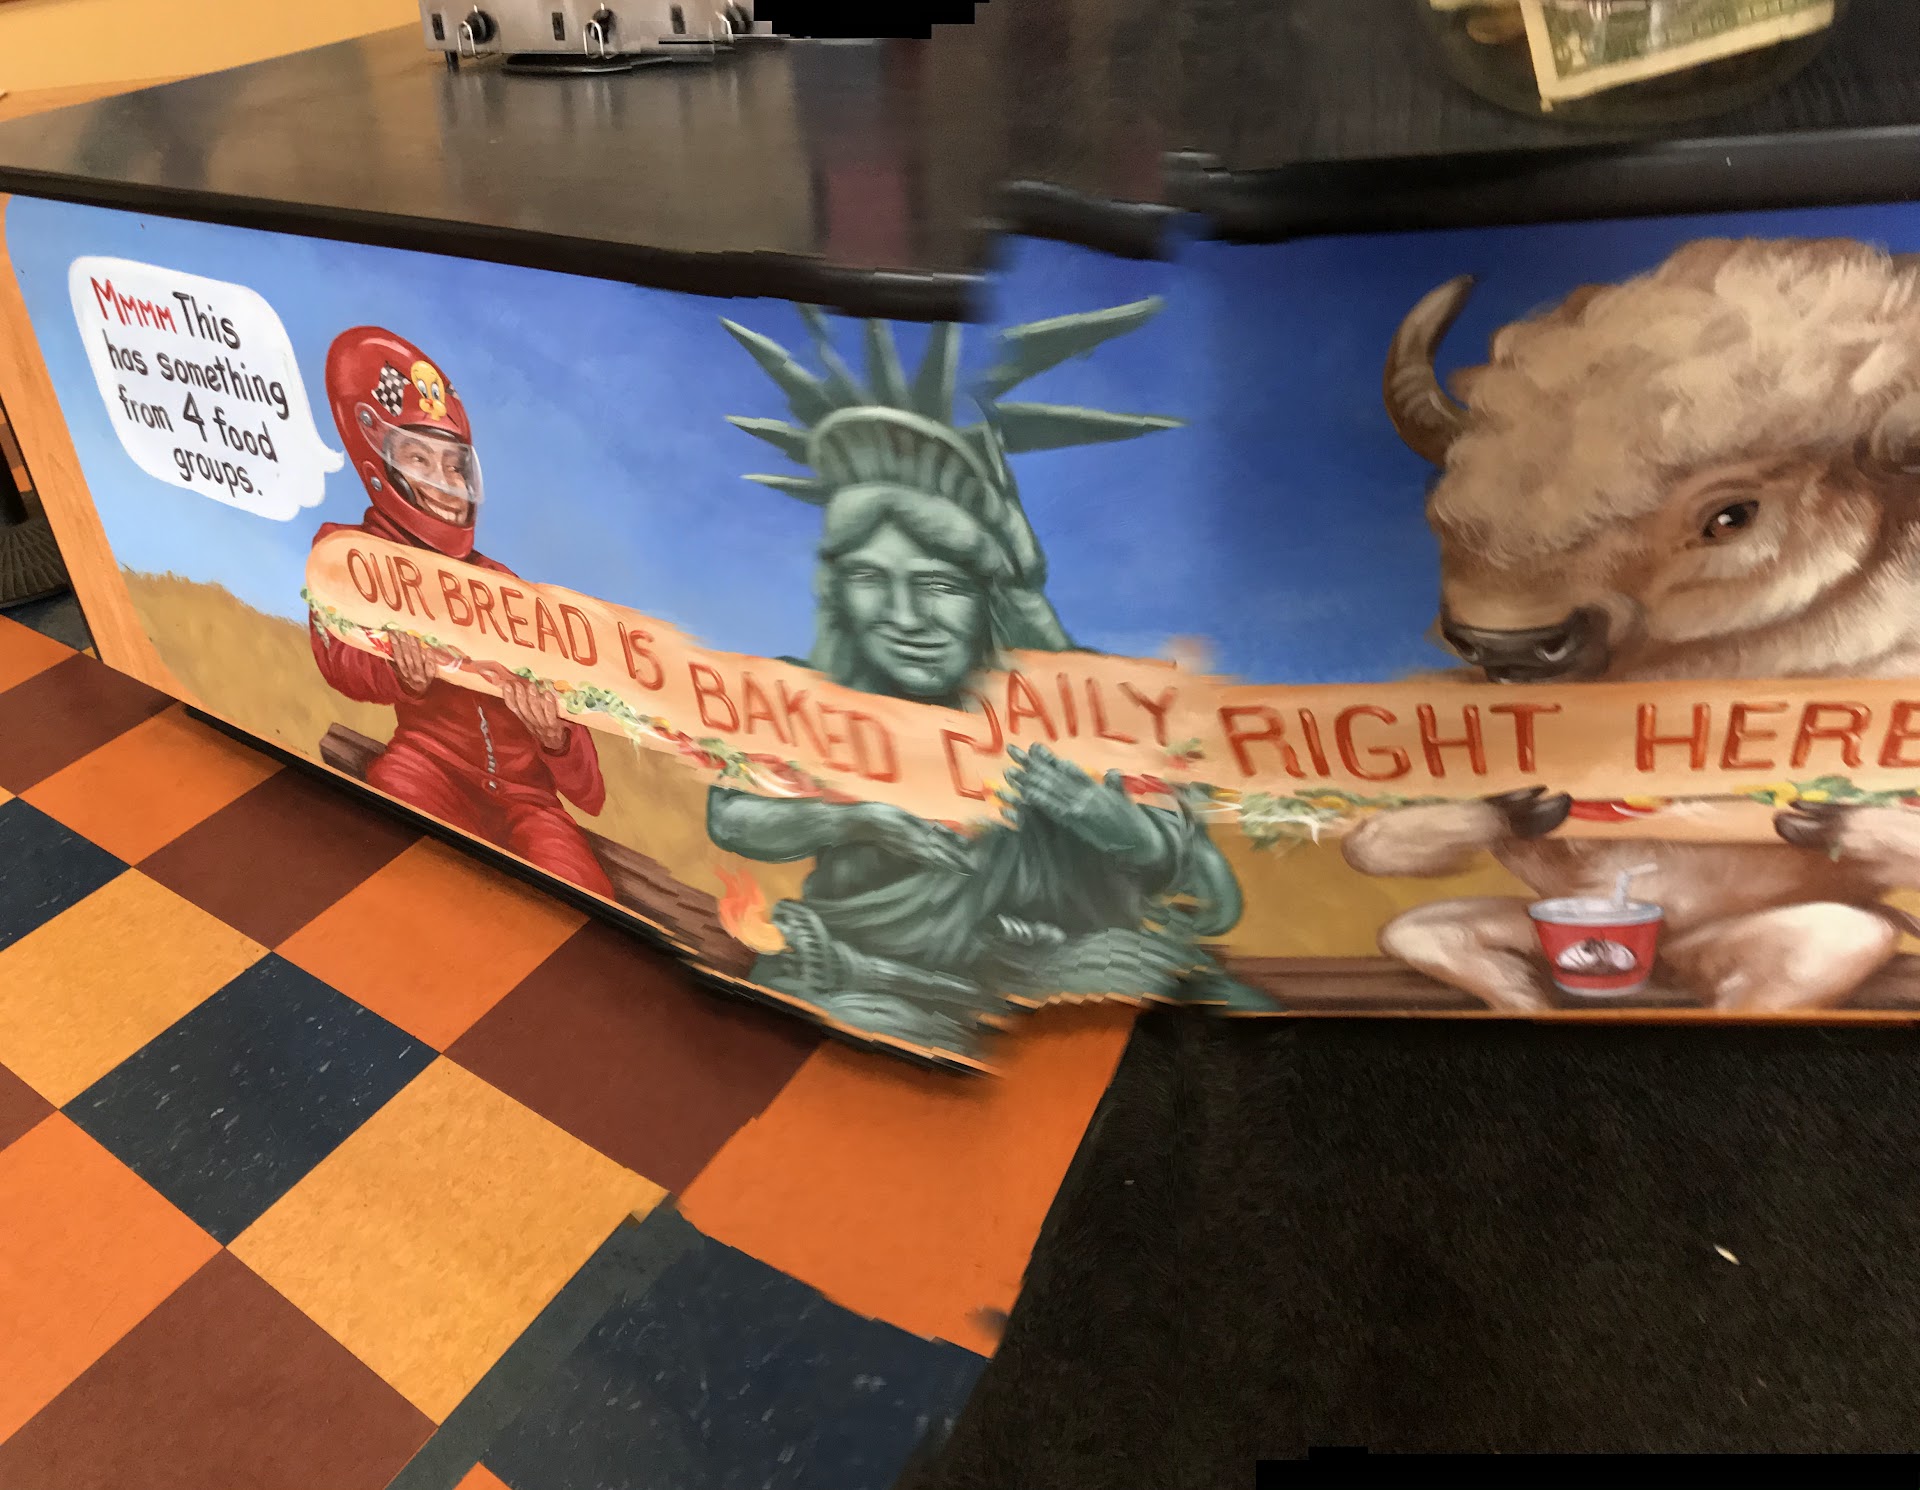 Mmmm This
has something
from 4 food
groups.
OUR BREAD IS BAKED DAILY RIGHT HERE